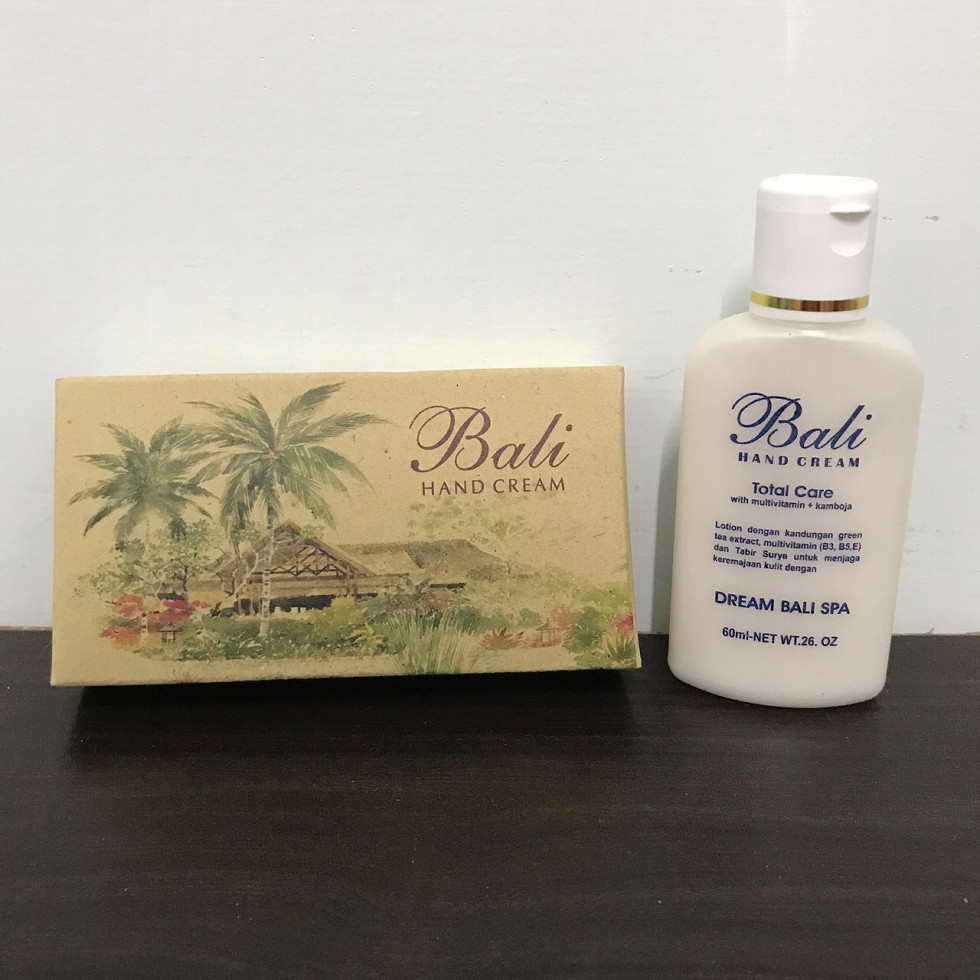 Bali
HAND CREAM
Bali
HAND CREAM
Total Care
with multivitamin + kamboja
Lotion dengan kandungan green
tea extract, multivitamin (B3, B5,E)
dan Tabir Surya untuk menjaga
keremajaan kulit dengan
DREAM BALI SPA
60ml-NET WT.26. OZ